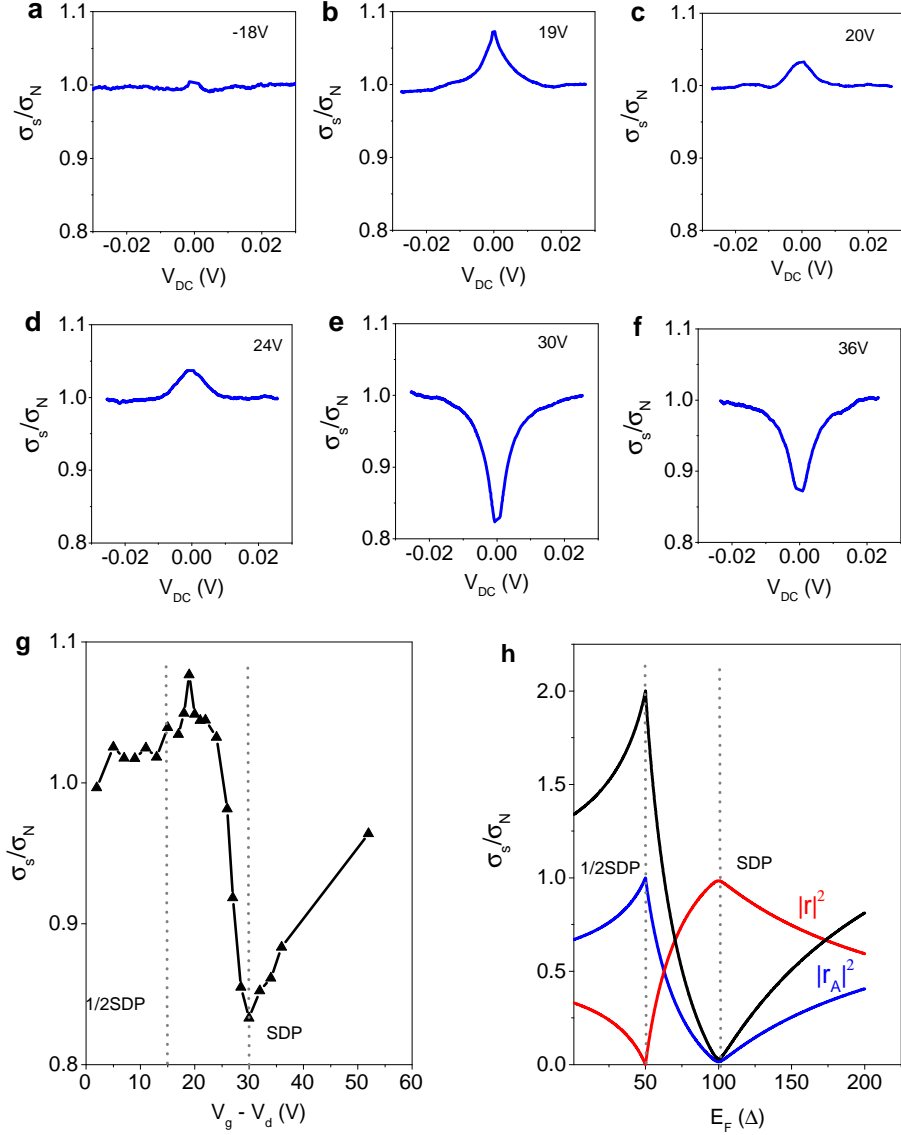 a
-18V
σs/σN
1.1
1.0
0.9
0.8
-0.02 0.00 0.02
VDC (V)
b
19V
σs/σN
1.1
1.0
0.9
0.8
-0.02 0.00 0.02
VDC (V)
c
20V
σs/σN
1.1
1.0
0.9
0.8
-0.02 0.00 0.02
VDC (V)
d
24V
σs/σN
1.1
1.0
0.9
0.8
-0.02 0.00 0.02
VDC (V)
e
30V
σs/σN
1.1
1.0
0.9
0.8
-0.02 0.00 0.02
VDC (V)
f
36V
σs/σN
1.1
1.0
0.9
0.8
-0.02 0.00 0.02
VDC (V)
g
σs/σN
1.1
1.0
0.9
0.8
1/2SDP
SDP
0 10 20 30 40 50 60
Vg - Vd (V)
h
σs/σN
2.0
1.5
1.0
0.5
0.0
1/2SDP
SDP
|r|²
|rA|²
50 100 150 200
EF (Δ)